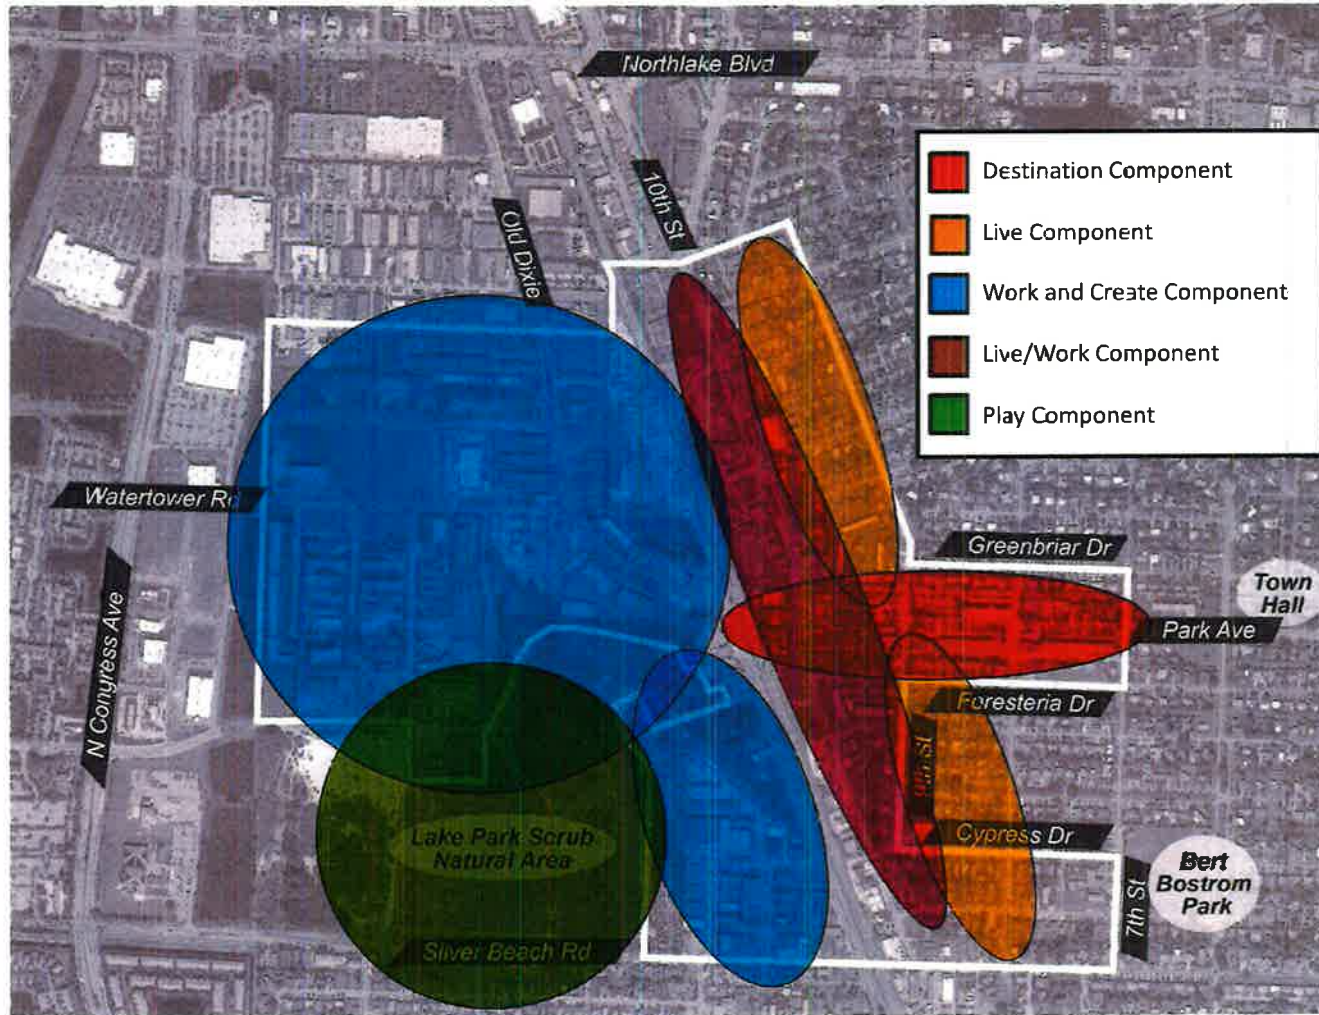 Northlake Blvd
10th St
Old Dixie
Destination Component
Live Component
Work and Create Component
Live/Work Component
Play Component
Watertower Rd
N Congress Ave
Greenbriar Dr
Town
Hall
Park Ave
Foresteria Dr
9th St
Cypress Dr
Lake Park Scrub
Natural Area
Bert
Bostrom
Park
7th St
Silver Beach Rd